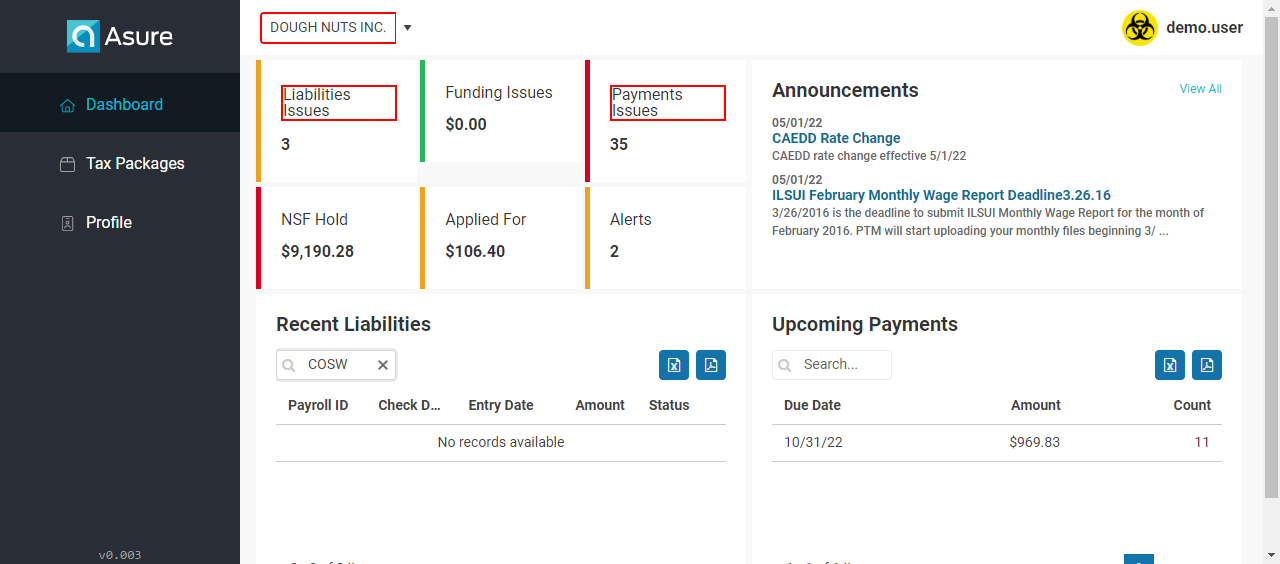 Asure
DOUGH NUTS INC.
demo.user
Dashboard
Tax Packages
Profile
v0.003
Liabilities
Issues
3
Funding Issues
$0.00
Payments
Issues
35
NSF Hold
$9,190.28
Applied For
$106.40
Alerts
2
Announcements
View All
05/01/22
CAEDD Rate Change
CAEDD rate change effective 5/1/22
05/01/22
ILSUI February Monthly Wage Report Deadline3.26.16
3/26/2016 is the deadline to submit ILSUI Monthly Wage Report for the month of
February 2016. PTM will start uploading your monthly files beginning 3/ ...
Recent Liabilities
COSW
Payroll ID Check D... Entry Date Amount Status
No records available
Upcoming Payments
Search...
Due Date Amount Count
10/31/22 $969.83 11